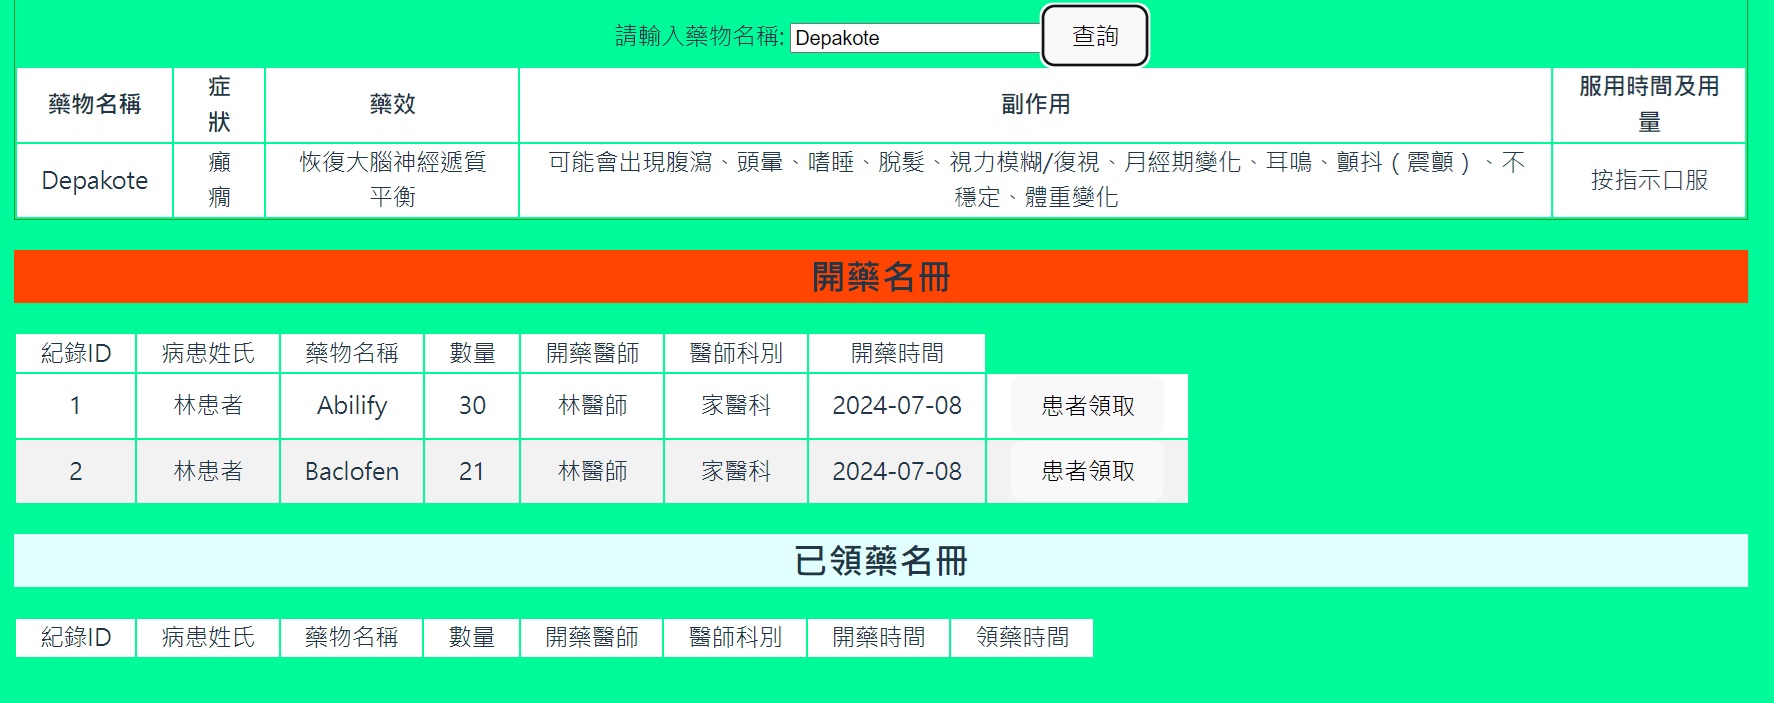 請輸入藥物名稱: Depakote 查詢
藥物名稱 症狀 藥效 副作用 服用時間及用量
Depakote 癲癇 恢復大腦神經遞質平衡 可能會出現腹瀉、頭暈、嗜睡、脫髮、視力模糊/復視、月經期變化、耳鳴、顫抖（震顫）、不穩定、體重變化 按指示口服
開藥名冊
紀錄ID 病患姓氏 藥物名稱 數量 開藥醫師 醫師科別 開藥時間
1 林患者 Abilify 30 林醫師 家醫科 2024-07-08 患者領取
2 林患者 Baclofen 21 林醫師 家醫科 2024-07-08 患者領取
已領藥名冊
紀錄ID 病患姓氏 藥物名稱 數量 開藥醫師 醫師科別 開藥時間 領藥時間